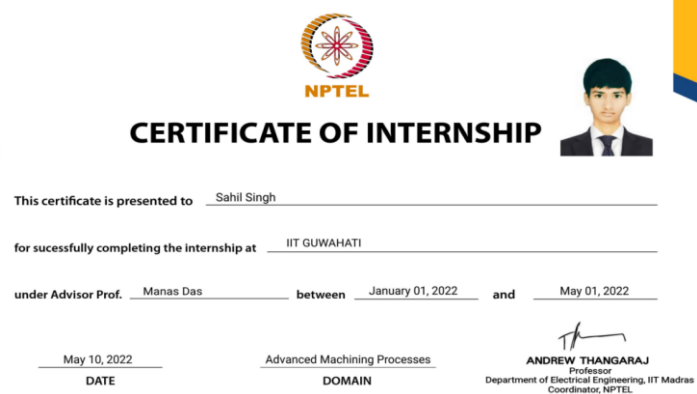 NPTEL
CERTIFICATE OF INTERNSHIP
This certificate is presented to Sahil Singh
for sucessfully completing the internship at IIT GUWAHATI
under Advisor Prof. Manas Das between January 01, 2022 and May 01, 2022
May 10, 2022
DATE
Advanced Machining Processes
DOMAIN
ANDREW THANGARAJ
Professor
Department of Electrical Engineering, IIT Madras
Coordinator, NPTEL